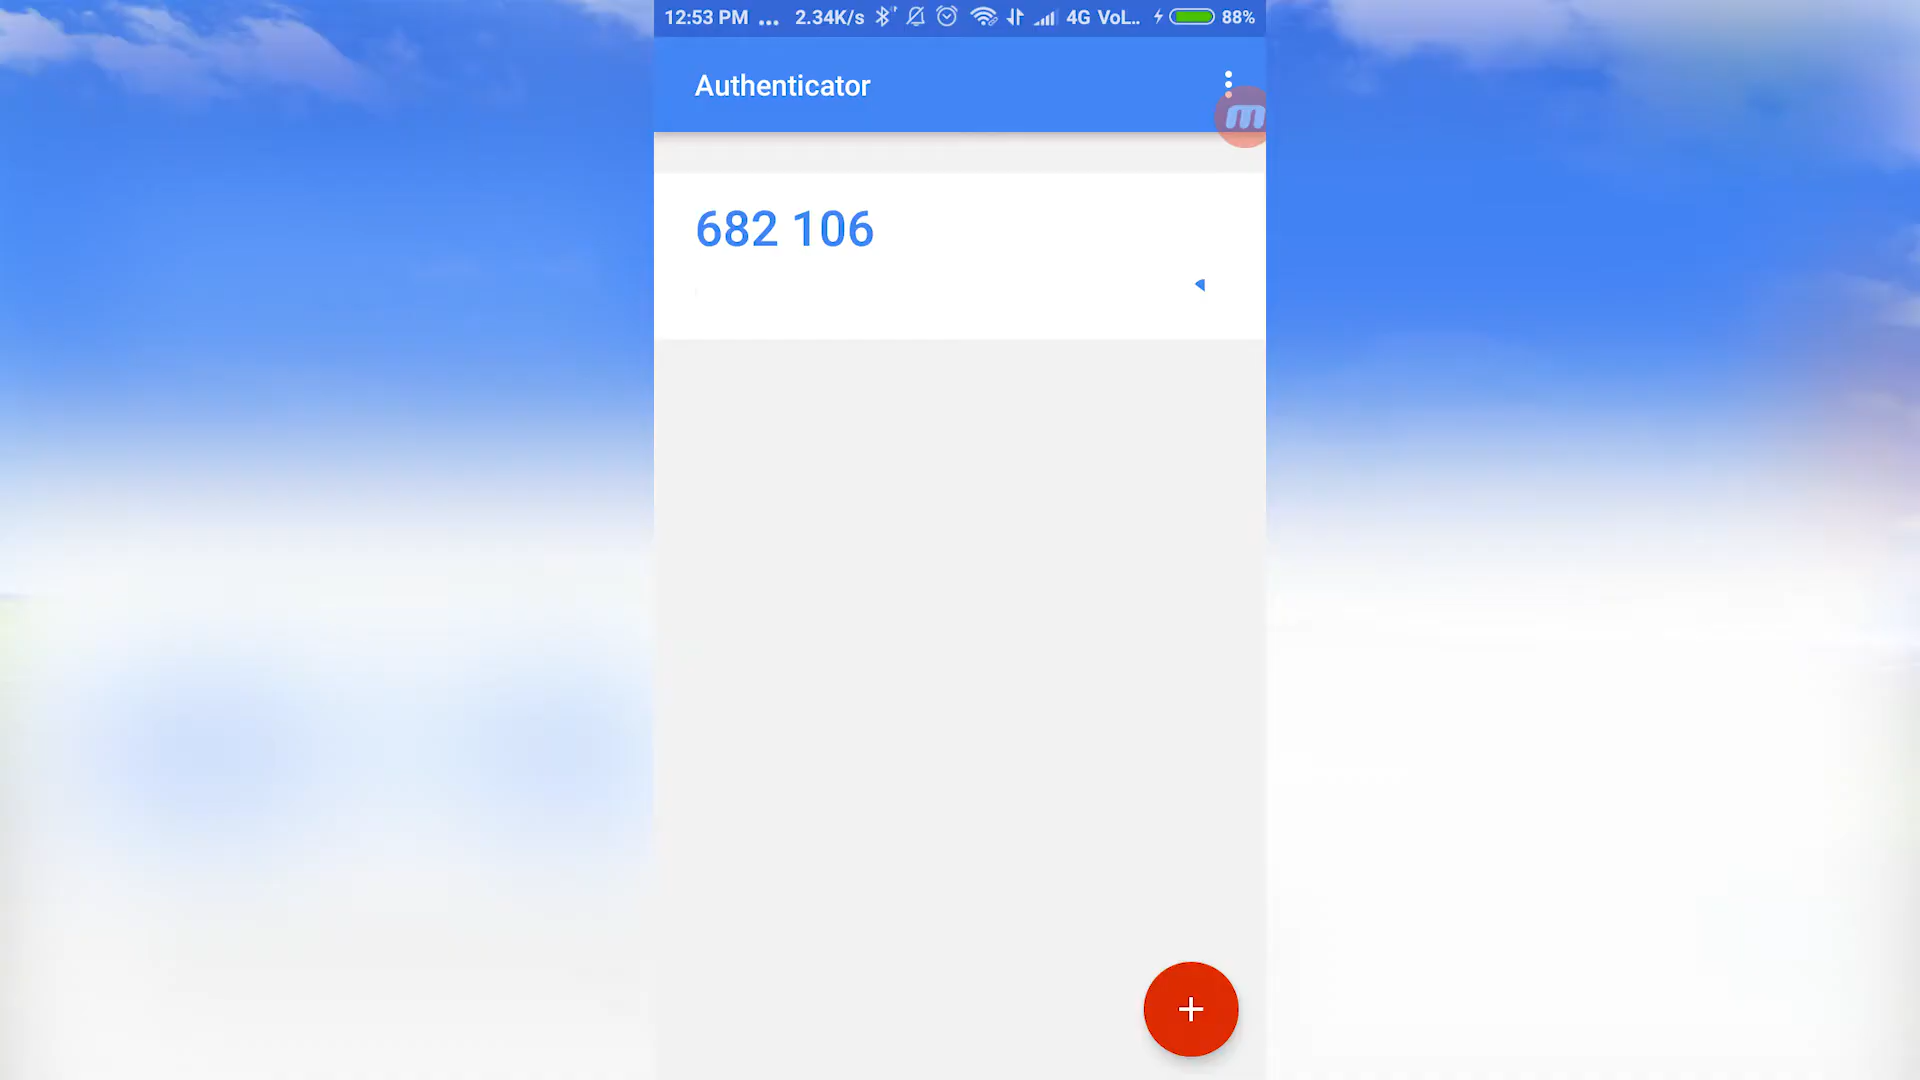 12:53 PM ... 2.34K/s 4G VoL.. 88%
Authenticator
m
682 106
+